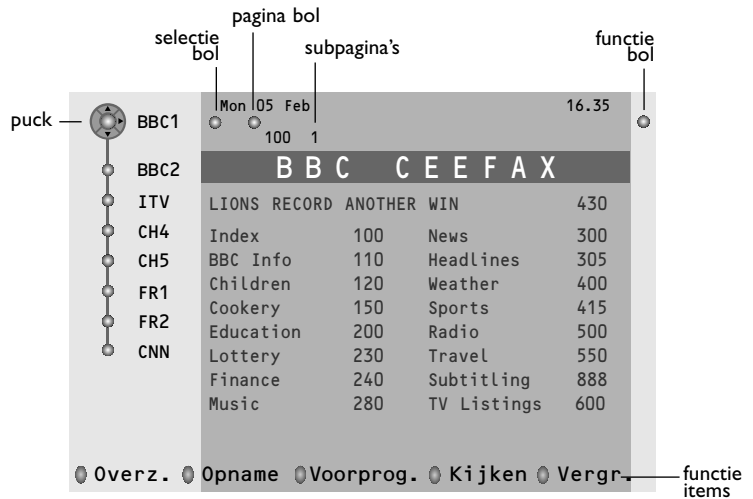 pagina bol
selectie bol
subpagina's
functie bol
puck
Mon 05 Feb 16.35
BBC1
100 1
BBC2
BBC CEEFAX
ITV
LIONS RECORD ANOTHER WIN 430
CH4
Index 100 News 300
CH5
BBC Info 110 Headlines 305
FR1
Children 120 Weather 400
Cookery 150 Sports 415
FR2
Education 200 Radio 500
CNN
Lottery 230 Travel 550
Finance 240 Subtitling 888
Music 280 TV Listings 600
Overz. Opname Voorprog. Kijken Vergr.
functie items